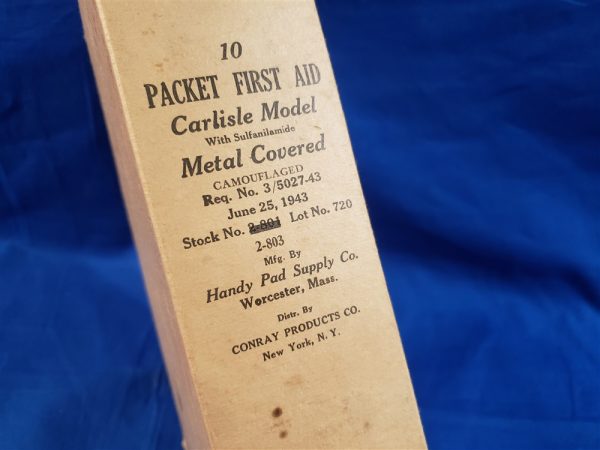 10
PACKET FIRST AID
Carlisle Model
With Sulfanilamide
Metal Covered
CAMOUFLAGED
Req. No. 3/5027-43
June 25, 1943
Stock No. 2-801 Lot No. 720
2-803
Mfg. By
Handy Pad Supply Co.
Worcester, Mass.
Distr. By
CONRAY PRODUCTS CO.
New York, N. Y.